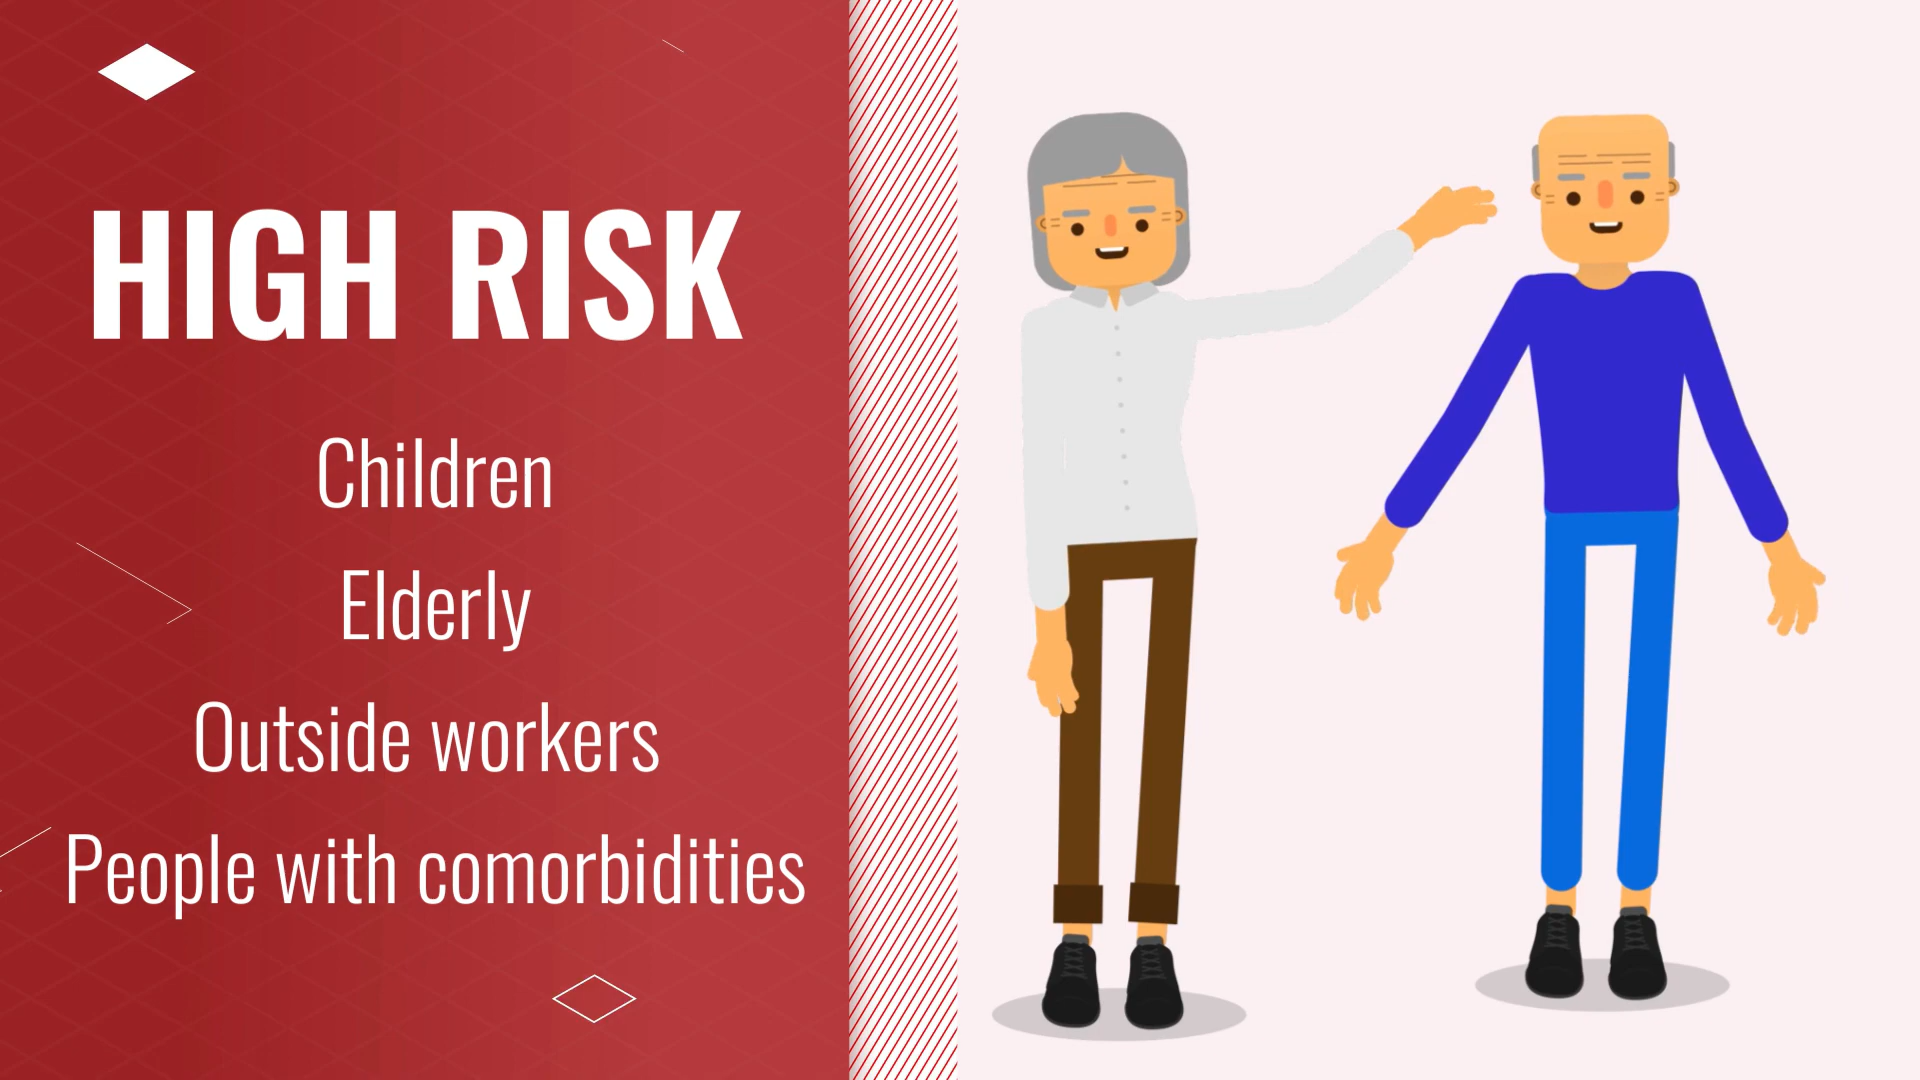 HIGH RISK
Children
Elderly
Outside workers
People with comorbidities